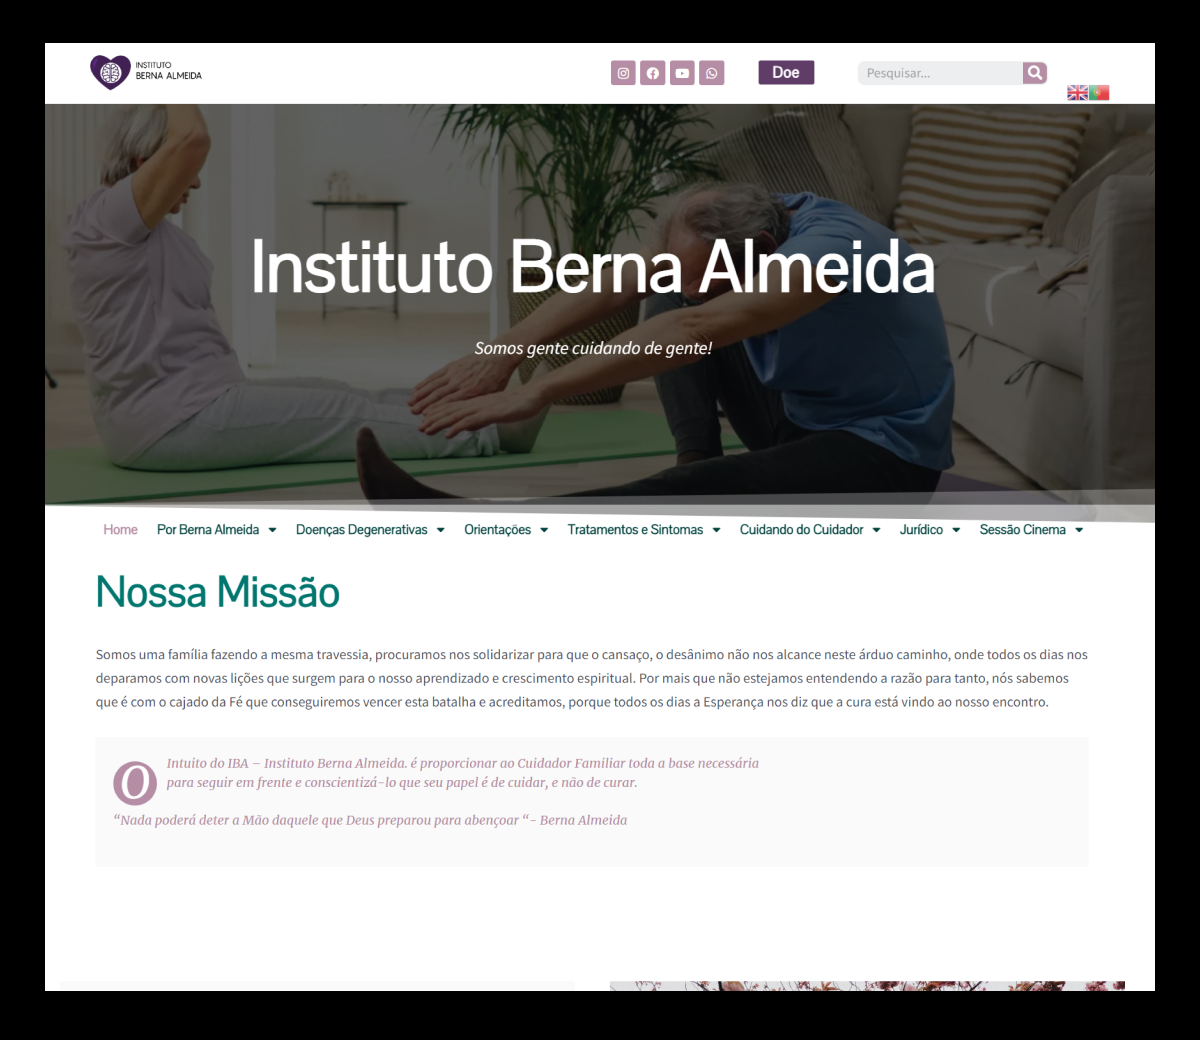 INSTITUTO
BERNA ALMEIDA
Doe
Pesquisar...
Instituto Berna Almeida
Somos gente cuidando de gente!
Home Por Berna Almeida Doenças Degenerativas Orientações Tratamentos e Sintomas Cuidando do Cuidador Jurídico Sessão Cinema
Nossa Missão
Somos uma família fazendo a mesma travessia, procuramos nos solidarizar para que o cansaço, o desânimo não nos alcance neste árduo caminho, onde todos os dias nos
deparamos com novas lições que surgem para o nosso aprendizado e crescimento espiritual. Por mais que não estejamos entendendo a razão para tanto, nós sabemos
que é com o cajado da Fé que conseguiremos vencer esta batalha e acreditamos, porque todos os dias a Esperança nos diz que a cura está vindo ao nosso encontro.
O Intuito do IBA – Instituto Berna Almeida. é proporcionar ao Cuidador Familiar toda a base necessária
para seguir em frente e conscientizá-lo que seu papel é de cuidar, e não de curar.
“Nada poderá deter a Mão daquele que Deus preparou para abençoar “- Berna Almeida